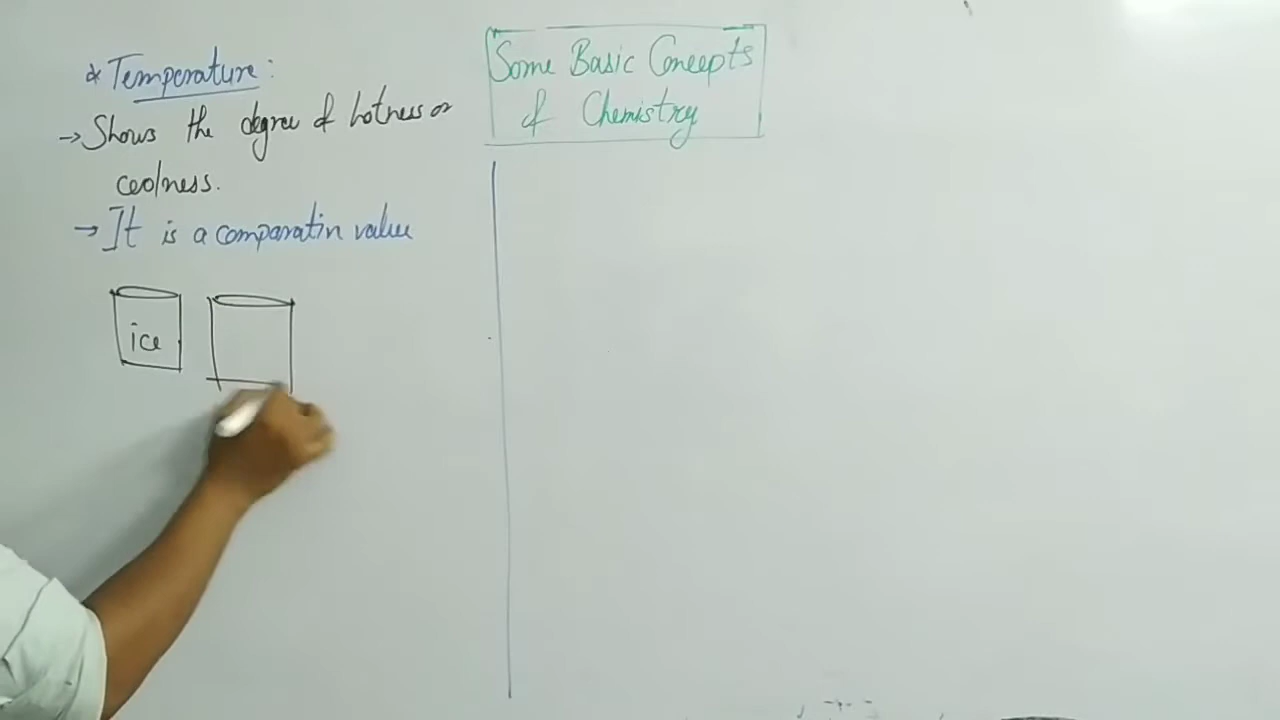 Some Basic Concepts
of Chemistry
* Temperature:
→ Shows the degree of hotness or
coolness.
→ It is a comparatin value
ice